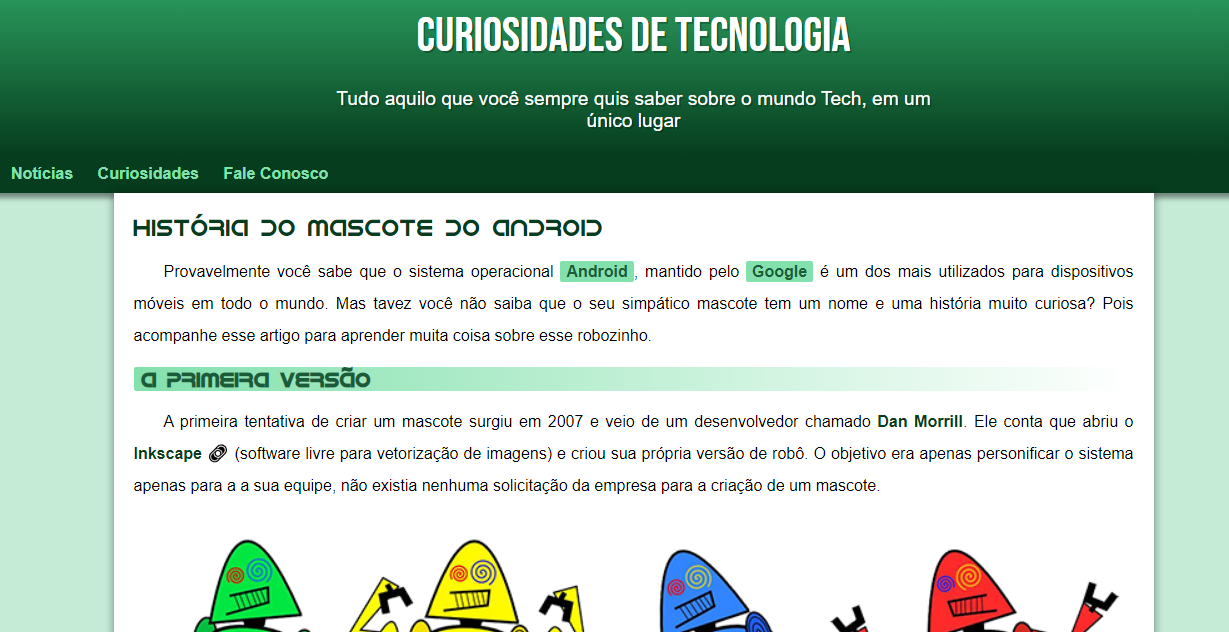 CURIOSIDADES DE TECNOLOGIA
Tudo aquilo que você sempre quis saber sobre o mundo Tech, em um
único lugar
Notícias Curiosidades Fale Conosco
HISTÓRIA DO MASCOTE DO ANDROID
Provavelmente você sabe que o sistema operacional Android, mantido pelo Google é um dos mais utilizados para dispositivos
móveis em todo o mundo. Mas tavez você não saiba que o seu simpático mascote tem um nome e uma história muito curiosa? Pois
acompanhe esse artigo para aprender muita coisa sobre esse robozinho.
A PRIMEIRA VERSÃO
A primeira tentativa de criar um mascote surgiu em 2007 e veio de um desenvolvedor chamado Dan Morrill. Ele conta que abriu o
Inkscape (software livre para vetorização de imagens) e criou sua própria versão de robô. O objetivo era apenas personificar o sistema
apenas para a a sua equipe, não existia nenhuma solicitação da empresa para a criação de um mascote.